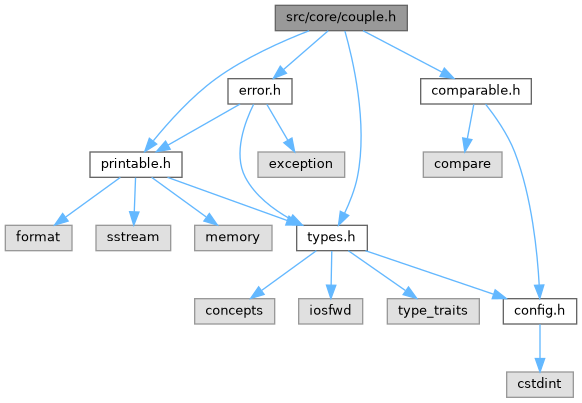 src/core/couple.h
error.h
comparable.h
printable.h
exception
compare
format
sstream
memory
types.h
concepts
iosfwd
type_traits
config.h
cstdint